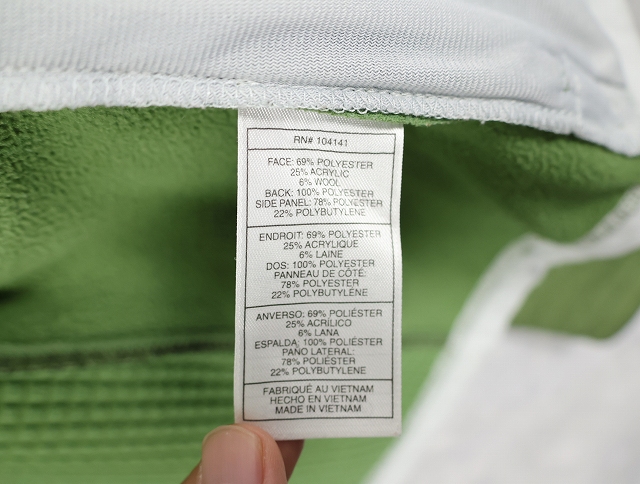 RN# 104141
FACE: 69% POLYESTER
25% ACRYLIC
6% WOOL
BACK: 100% POLYESTER
SIDE PANEL: 78% POLYESTER
22% POLYBUTYLENE
ENDROIT: 69% POLYESTER
25% ACRYLIQUE
6% LAINE
DOS: 100% POLYESTER
PANNEAU DE CÔTÉ:
78% POLYESTER
22% POLYBUTYLÈNE
ANVERSO: 69% POLIÉSTER
25% ACRÍLICO
6% LANA
ESPALDA: 100% POLIÉSTER
PANO LATERAL:
78% POLIÉSTER
22% POLYBUTYLENE
FABRIQUÉ AU VIETNAM
HECHO EN VIETNAM
MADE IN VIETNAM